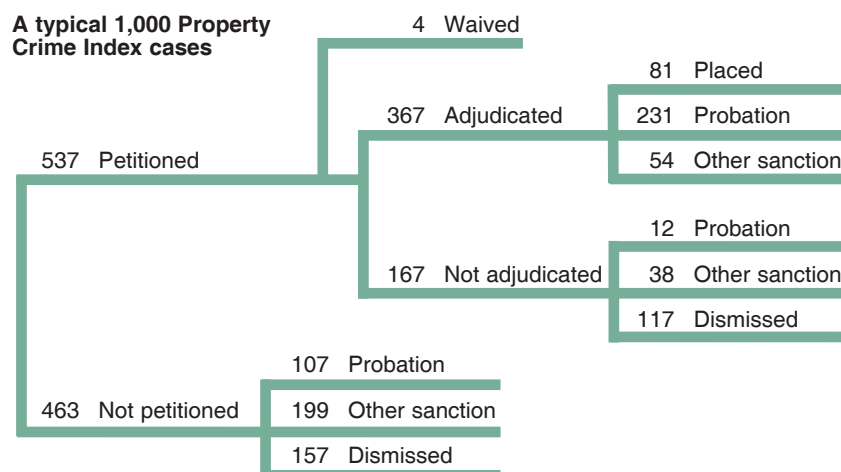 A typical 1,000 Property
Crime Index cases
4 Waived
81 Placed
367 Adjudicated
231 Probation
537 Petitioned
54 Other sanction
12 Probation
167 Not adjudicated
38 Other sanction
117 Dismissed
107 Probation
463 Not petitioned
199 Other sanction
157 Dismissed